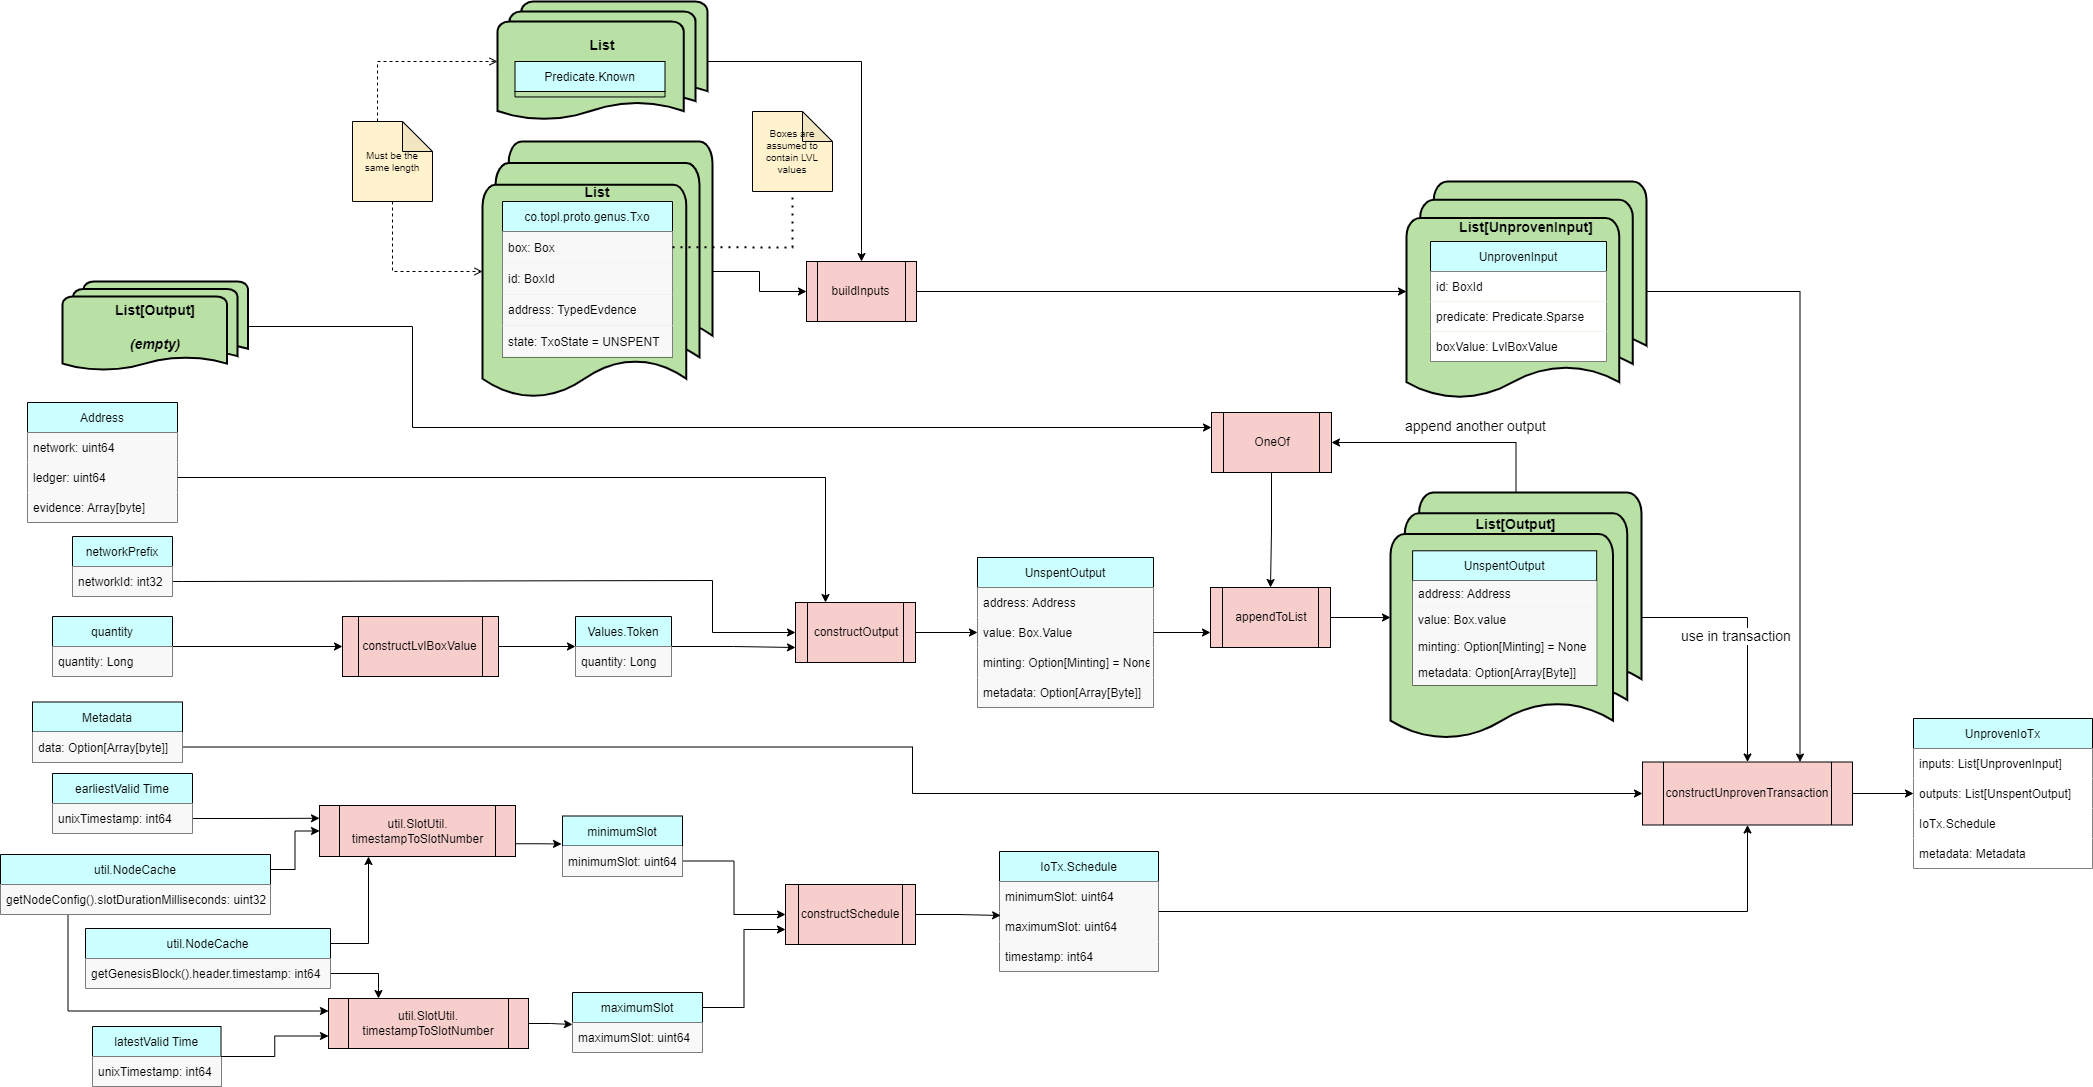 List
Predicate.Known
Must be the
same length
Boxes are
assumed to
contain LVL
values
List
co.topl.proto.genus.Txo
box: Box
id: BoxId
address: TypedEvdence
state: TxoState = UNSPENT
buildInputs
List[UnprovenInput]
UnprovenInput
id: BoxId
predicate: Predicate.Sparse
boxValue: LvlBoxValue
List[Output]
(empty)
Address
network: uint64
ledger: uint64
evidence: Array[byte]
OneOf
append another output
networkPrefix
networkId: int32
quantity
quantity: Long
constructLvlBoxValue
Values.Token
quantity: Long
constructOutput
UnspentOutput
address: Address
value: Box.Value
minting: Option[Minting] = None
metadata: Option[Array[Byte]]
appendToList
List[Output]
UnspentOutput
address: Address
value: Box.value
minting: Option[Minting] = None
metadata: Option[Array[Byte]]
use in transaction
Metadata
data: Option[Array[byte]]
earliestValid Time
unixTimestamp: int64
util.SlotUtil.
timestampToSlotNumber
minimumSlot
minimumSlot: uint64
util.NodeCache
getNodeConfig().slotDurationMilliseconds: uint32
util.NodeCache
getGenesisBlock().header.timestamp: int64
util.SlotUtil.
timestampToSlotNumber
maximumSlot
maximumSlot: uint64
latestValid Time
unixTimestamp: int64
constructSchedule
IoTx.Schedule
minimumSlot: uint64
maximumSlot: uint64
timestamp: int64
constructUnprovenTransaction
UnprovenIoTx
inputs: List[UnprovenInput]
outputs: List[UnspentOutput]
IoTx.Schedule
metadata: Metadata